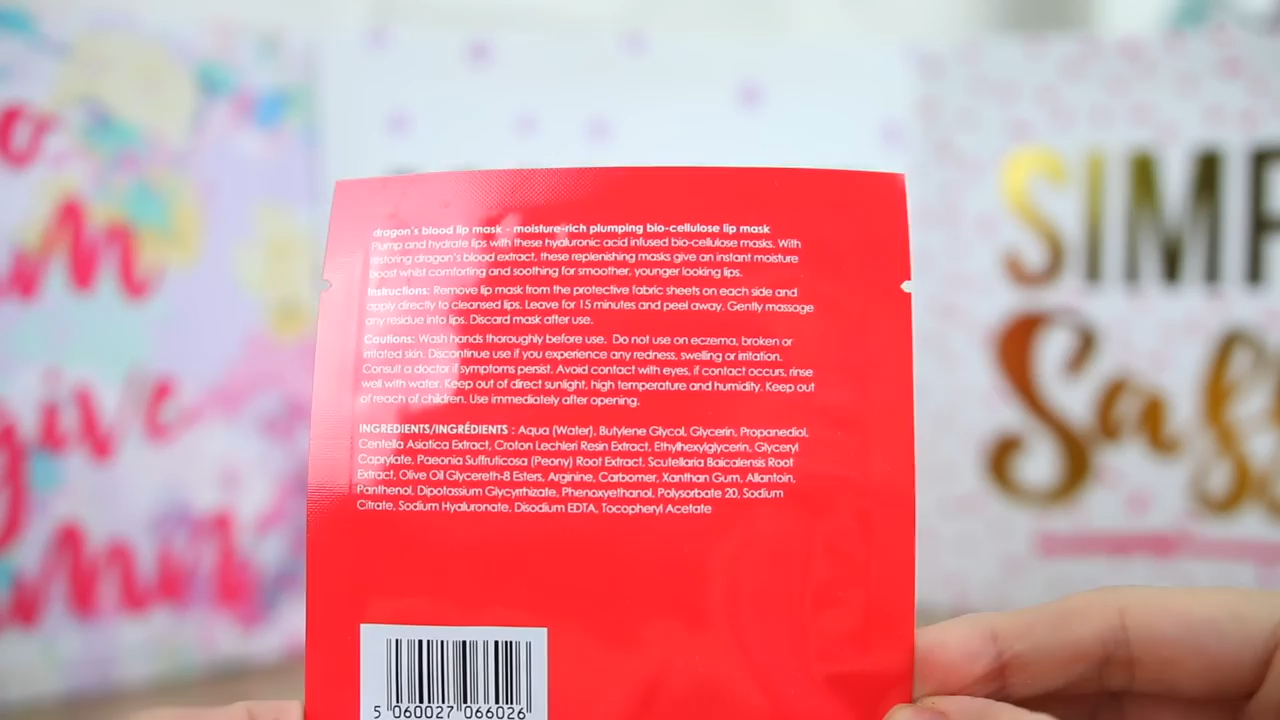 dragon's blood lip mask - moisture-rich plumping bio-cellulose lip mask
Plump and hydrate lips with these hyaluronic acid infused bio-cellulose masks. With
restoring dragon's blood extract, these replenishing masks give an instant moisture
boost whilst comforting and soothing for smoother, younger looking lips.
Instructions: Remove lip mask from the protective fabric sheets on each side and
apply directly to cleansed lips. Leave for 15 minutes and peel away. Gently massage
any residue into lips. Discard mask after use.
Cautions: Wash hands thoroughly before use. Do not use on eczema, broken or
irritated skin. Discontinue use if you experience any redness, swelling or irritation.
Consult a doctor if symptoms persist. Avoid contact with eyes, if contact occurs, rinse
well with water. Keep out of direct sunlight, high temperature and humidity. Keep out
of reach of children. Use immediately after opening.
INGREDIENTS/INGRÉDIENTS : Aqua (Water), Butylene Glycol, Glycerin, Propanediol,
Centella Asiatica Extract, Croton Lechleri Resin Extract, Ethylhexylglycerin, Glyceryl
Caprylate, Paeonia Suffruticosa (Peony) Root Extract, Scutellaria Baicalensis Root
Extract, Olive Oil Glycereth-8 Esters, Arginine, Carbomer, Xanthan Gum, Allantoin,
Panthenol, Dipotassium Glycyrrhizate, Phenoxyethanol, Polysorbate 20, Sodium
Citrate, Sodium Hyaluronate, Disodium EDTA, Tocopheryl Acetate
5 060027 066026
give
SIMP
Saff